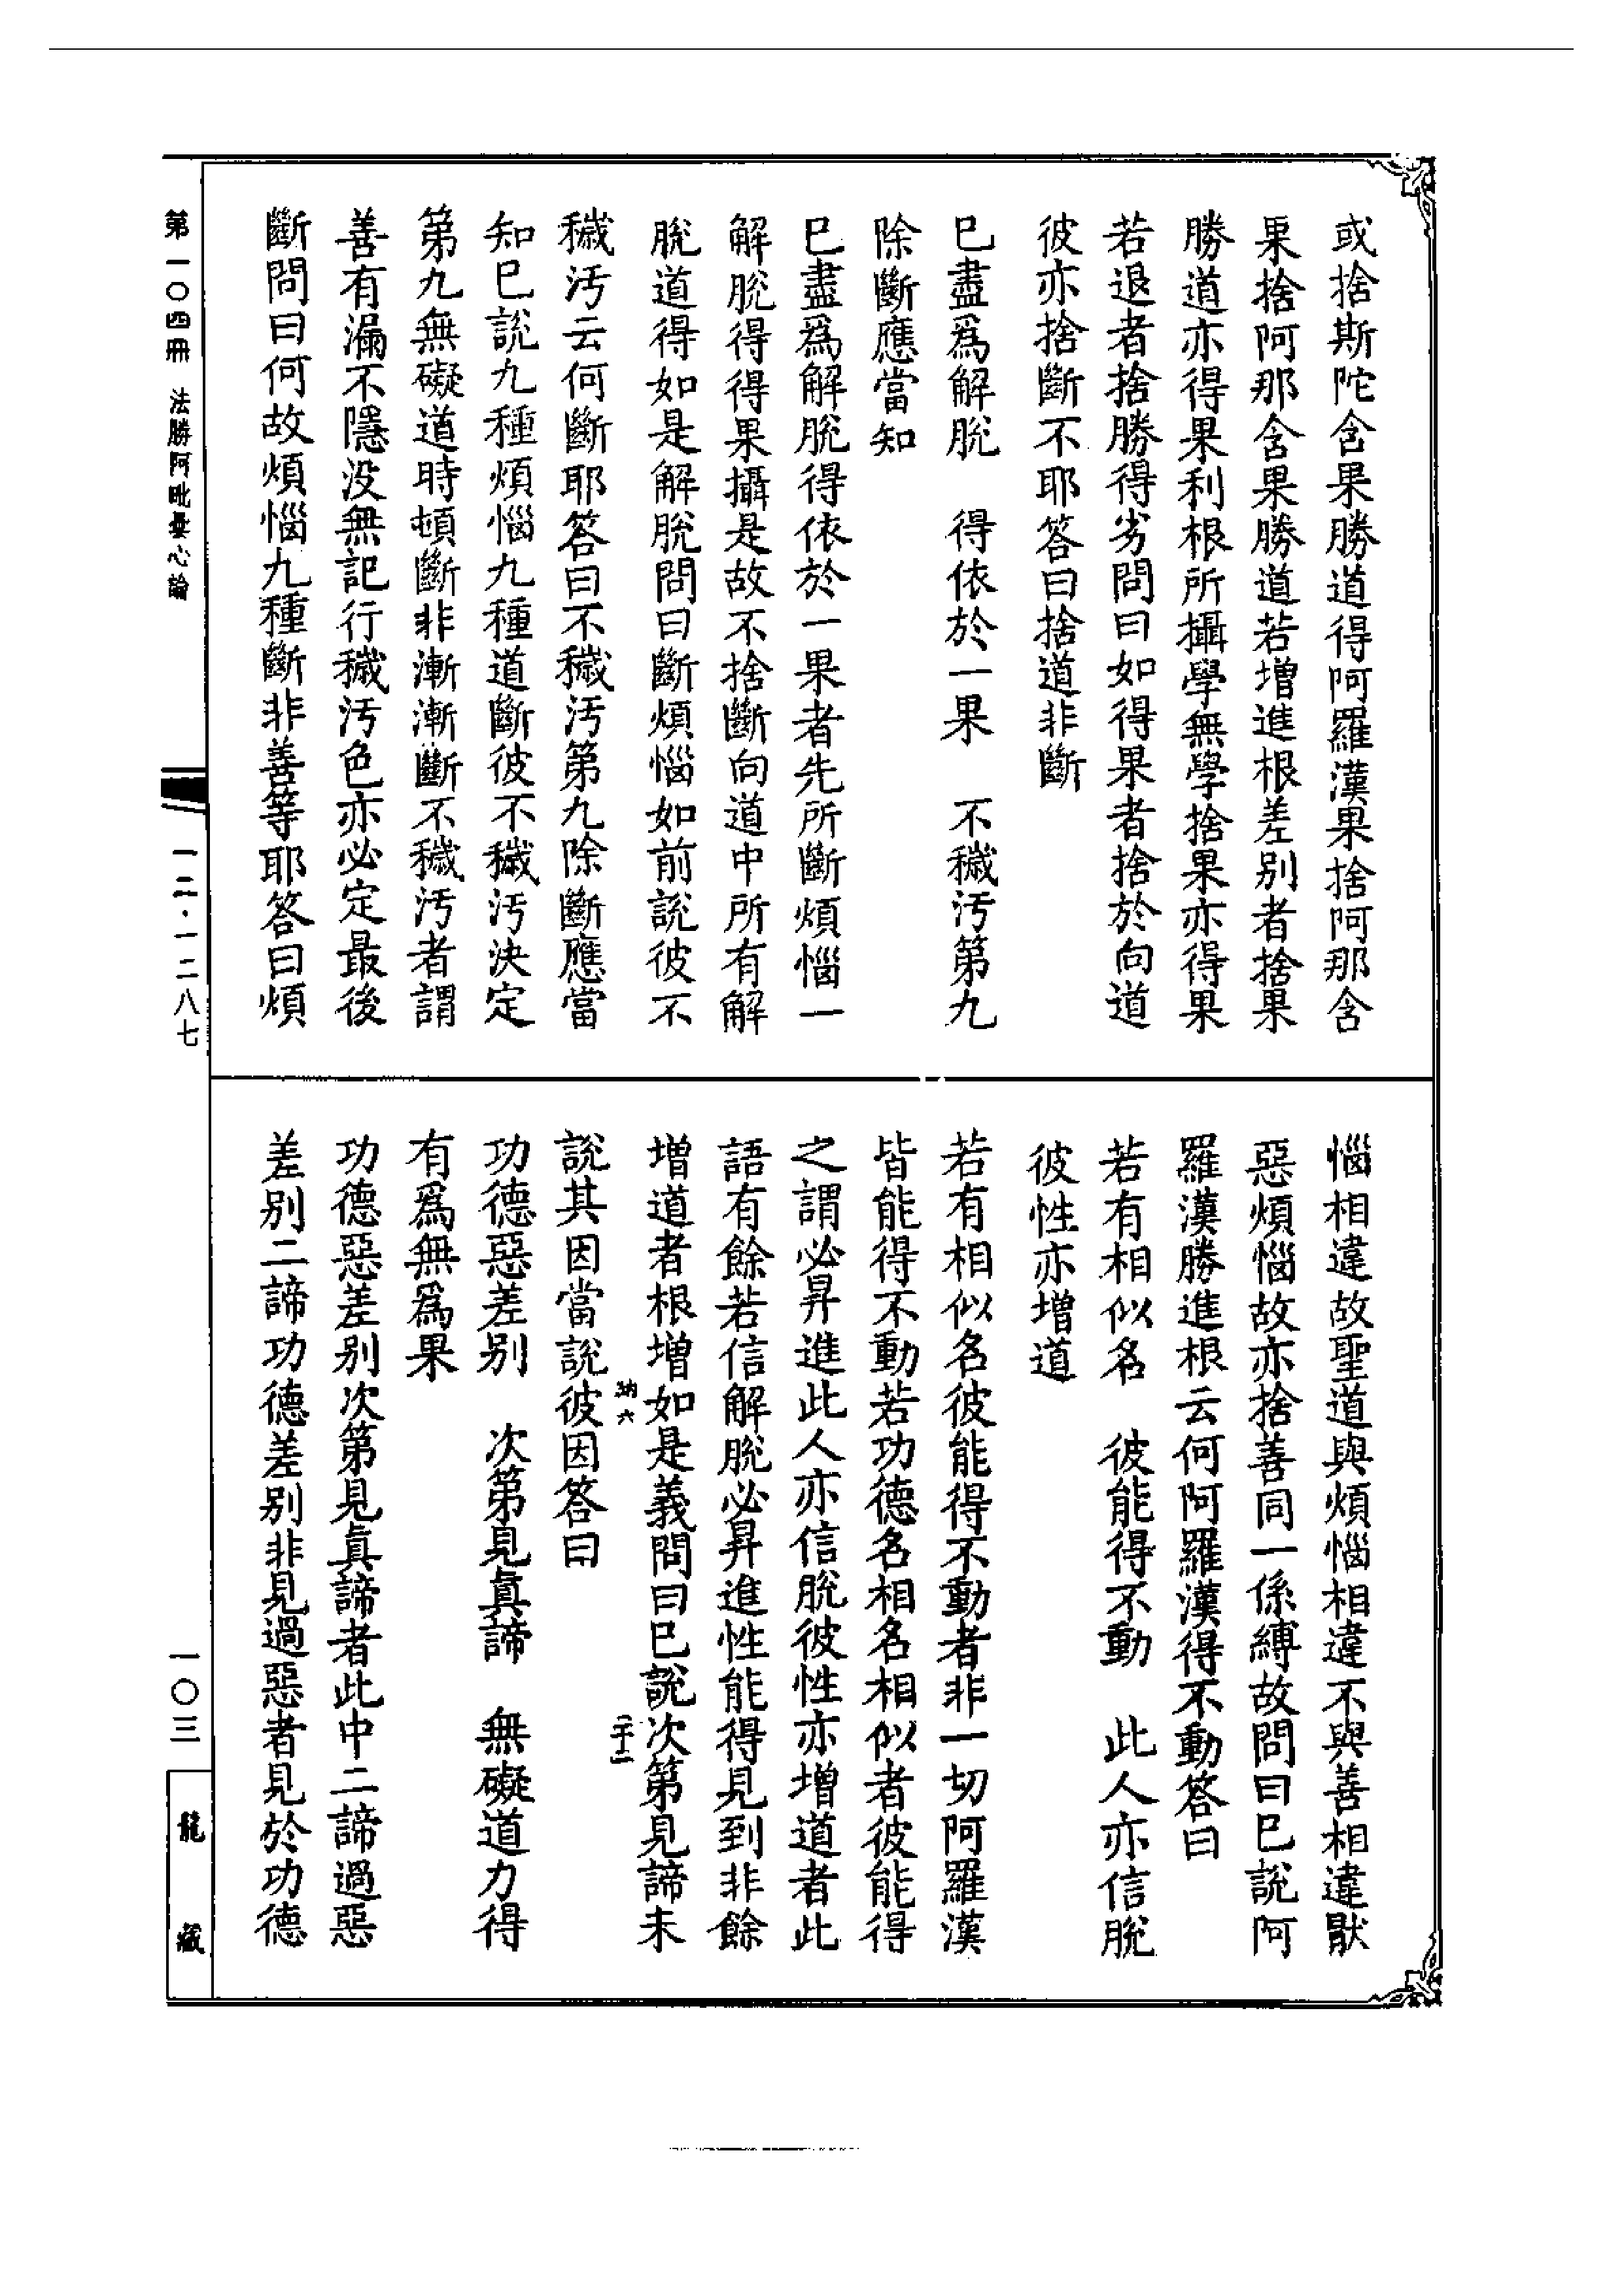 或捨斯陀含果勝道得阿羅漢果捨阿那含
果捨阿那含果勝道若增進根差別者捨果
勝道亦得果利根所攝學無學捨果亦得果
若退者捨勝得劣問曰如得果者捨於向道
彼亦捨斷不耶答曰捨道非斷
巳盡爲解脫　得依於一果　不穢汚第九
除斷應當知
巳盡爲解脫得依於一果者先所斷煩惱一
解脫得得果攝是故不捨斷向道中所有解
脫道得如是解脫問曰斷煩惱如前說彼不
穢汚云何斷耶答曰不穢汚第九除斷應當
知巳說九種煩惱九種道斷彼不穢汚決定
第九無礙道時頓斷非漸漸斷不穢汚者謂
善有漏不隱没無記行穢汚色亦必定最後
斷問曰何故煩惱九種斷非善等耶答曰煩
惱相違故聖道與煩惱相違不與善相違猒
惡煩惱故亦捨善同一係縛故問曰巳說阿
羅漢勝進根云何阿羅漢得不動答曰
若有相似名　彼能得不動　此人亦信脫
彼性亦增道
若有相似名彼能得不動者非一切阿羅漢
皆能得不動若功德名相名相似者彼能得
之謂必昇進此人亦信脫彼性亦增道者此
語有餘若信解脫必昇進性能得見到非餘
增道者根增如是義問曰巳說次第見諦未
納六　二十二
說其因當說彼因答曰
功德惡差別　次第見眞諦　無礙道力得
有爲無爲果
功德惡差別次第見眞諦者此中二諦過惡
差別二諦功德差別非見過惡者見於功德
第一〇四冊　法勝阿毗曇心論
一二·一二八七
一〇三
龍藏